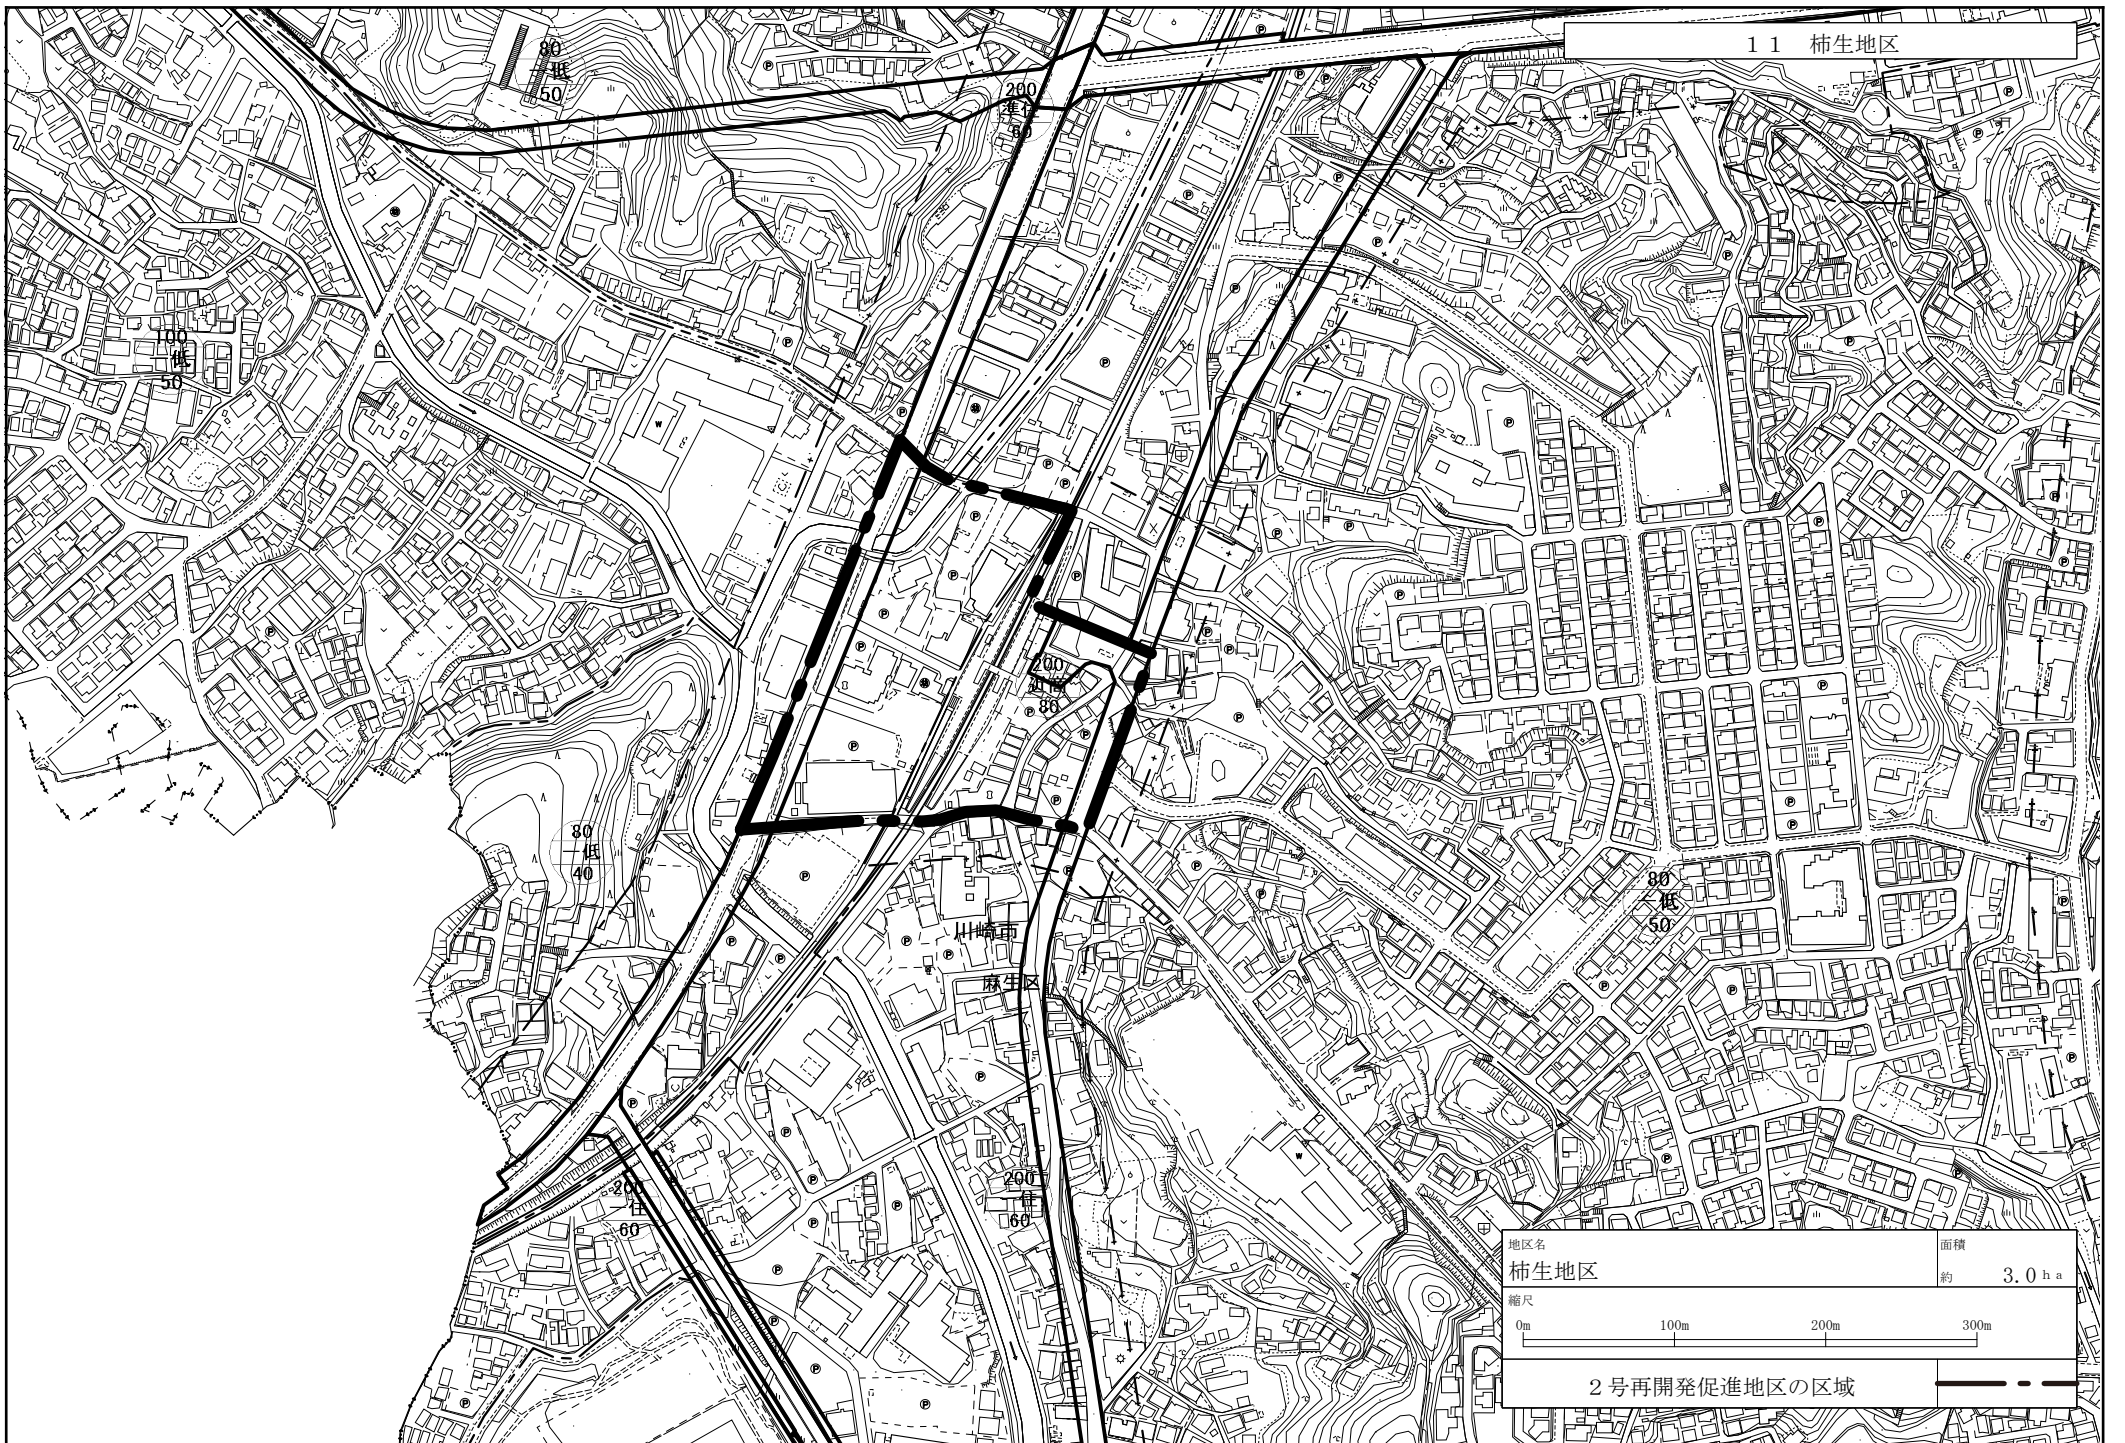 １１　柿生地区
80
一低
50
200
準住
60
100
一低
50
200
近商
80
80
一低
40
80
一低
50
川崎市
麻生区
200
一住
60
200
一住
60
地区名
柿生地区
面積
約 3.0ｈａ
縮尺
0m 100m 200m 300m
２号再開発促進地区の区域